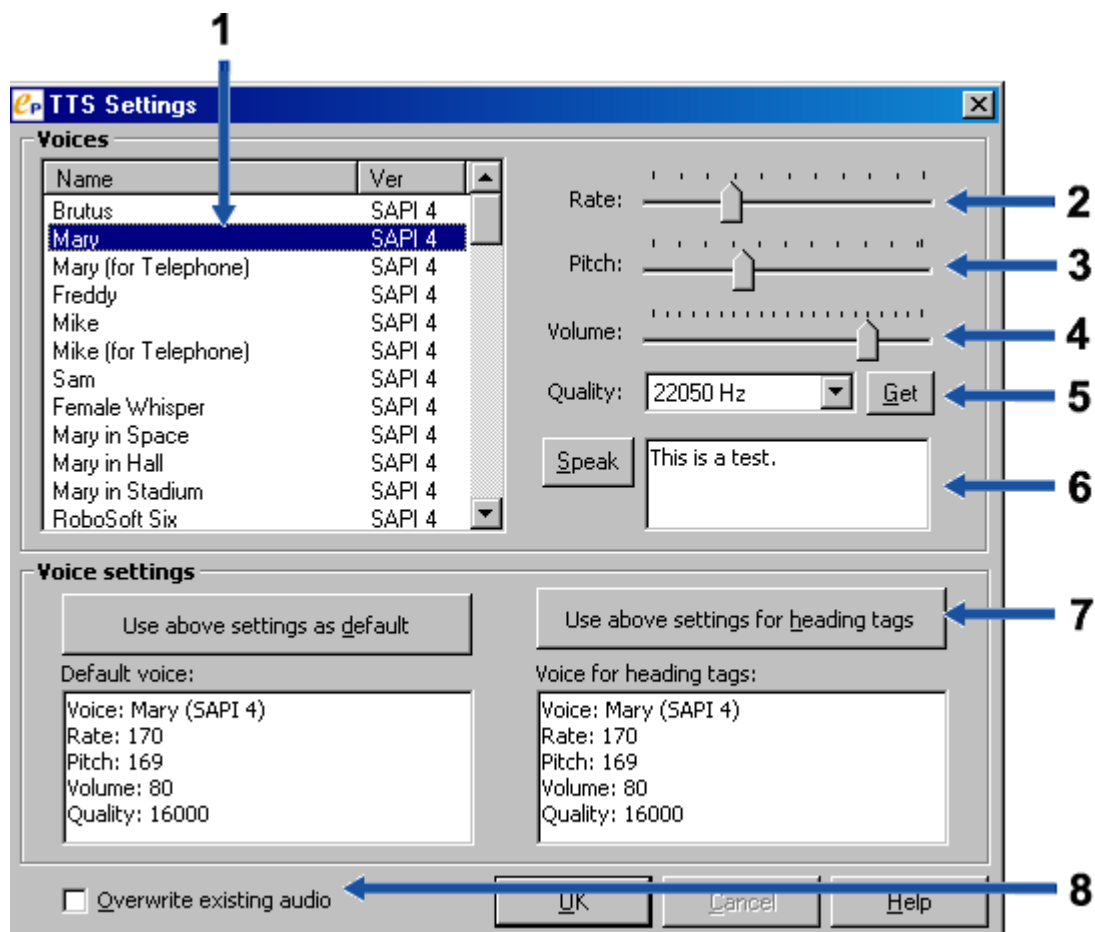 1
eP TTS Settings
Voices
Name Ver
Brutus SAPI 4
Mary SAPI 4
Mary (for Telephone) SAPI 4
Freddy SAPI 4
Mike SAPI 4
Mike (for Telephone) SAPI 4
Sam SAPI 4
Female Whisper SAPI 4
Mary in Space SAPI 4
Mary in Hall SAPI 4
Mary in Stadium SAPI 4
RoboSoft Six SAPI 4
Rate: 2
Pitch: 3
Volume: 4
Quality: 22050 Hz Get 5
Speak This is a test. 6
Voice settings
Use above settings as default
Use above settings for heading tags 7
Default voice:
Voice: Mary (SAPI 4)
Rate: 170
Pitch: 169
Volume: 80
Quality: 16000
Voice for heading tags:
Voice: Mary (SAPI 4)
Rate: 170
Pitch: 169
Volume: 80
Quality: 16000
Overwrite existing audio OK Cancel Help 8